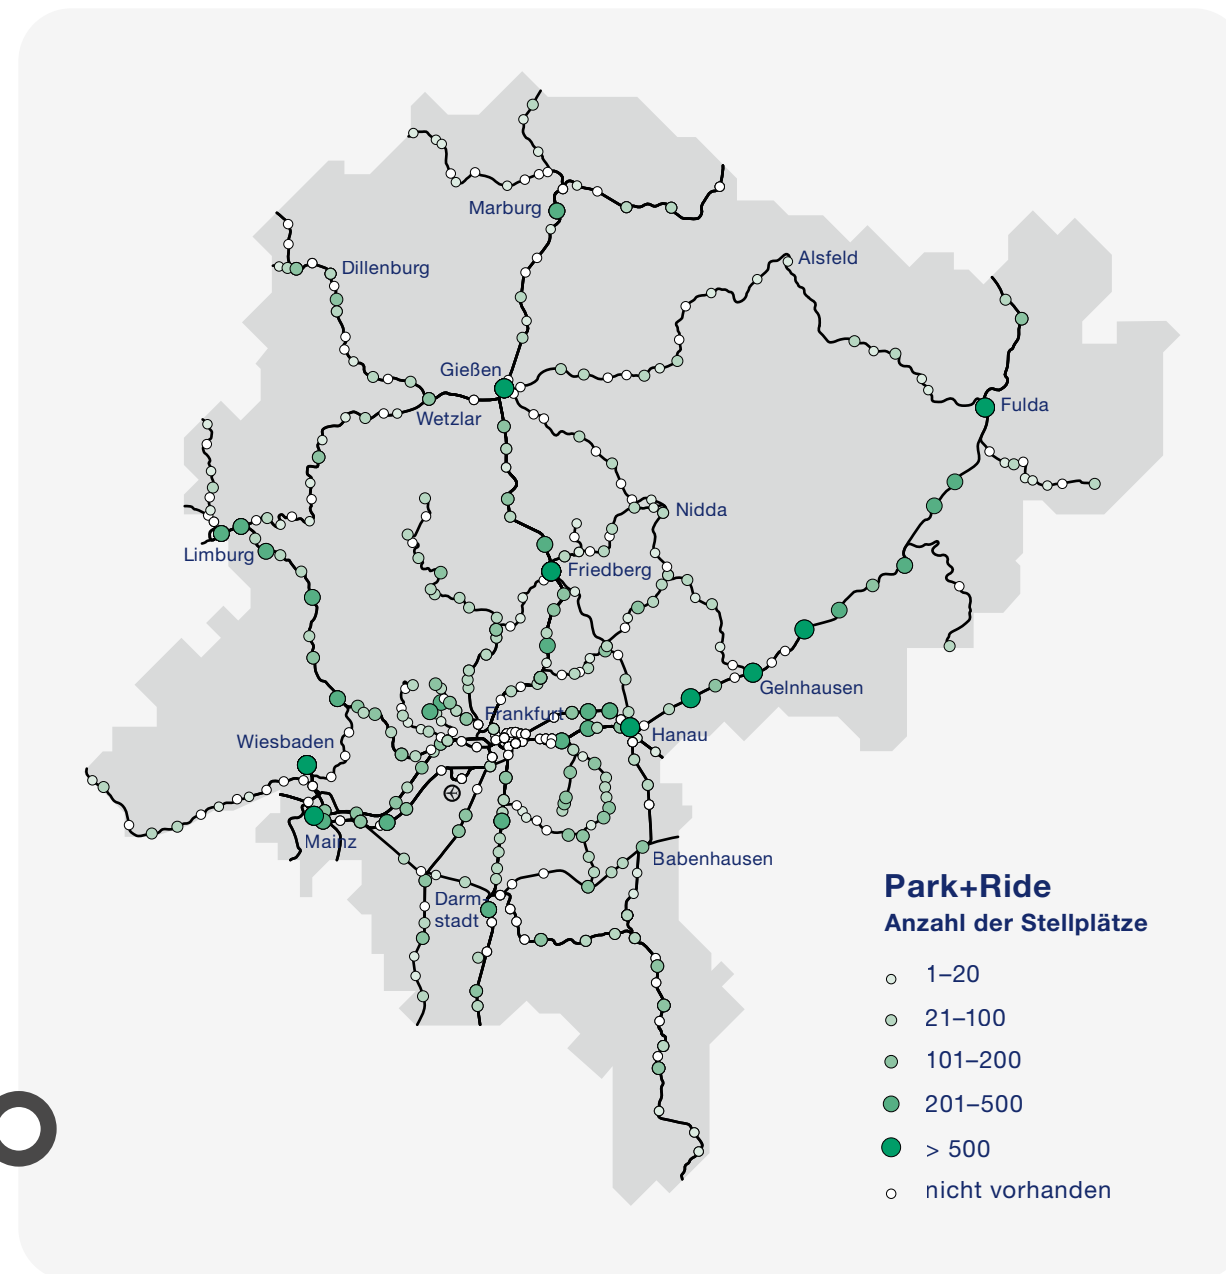 Marburg
Alsfeld
Dillenburg
Gießen
Fulda
Wetzlar
Nidda
Limburg
Friedberg
Gelnhausen
Frankfurt
Wiesbaden
Hanau
Mainz
Babenhausen
Darm-
stadt
Park+Ride
Anzahl der Stellplätze
1–20
21–100
101–200
201–500
> 500
nicht vorhanden